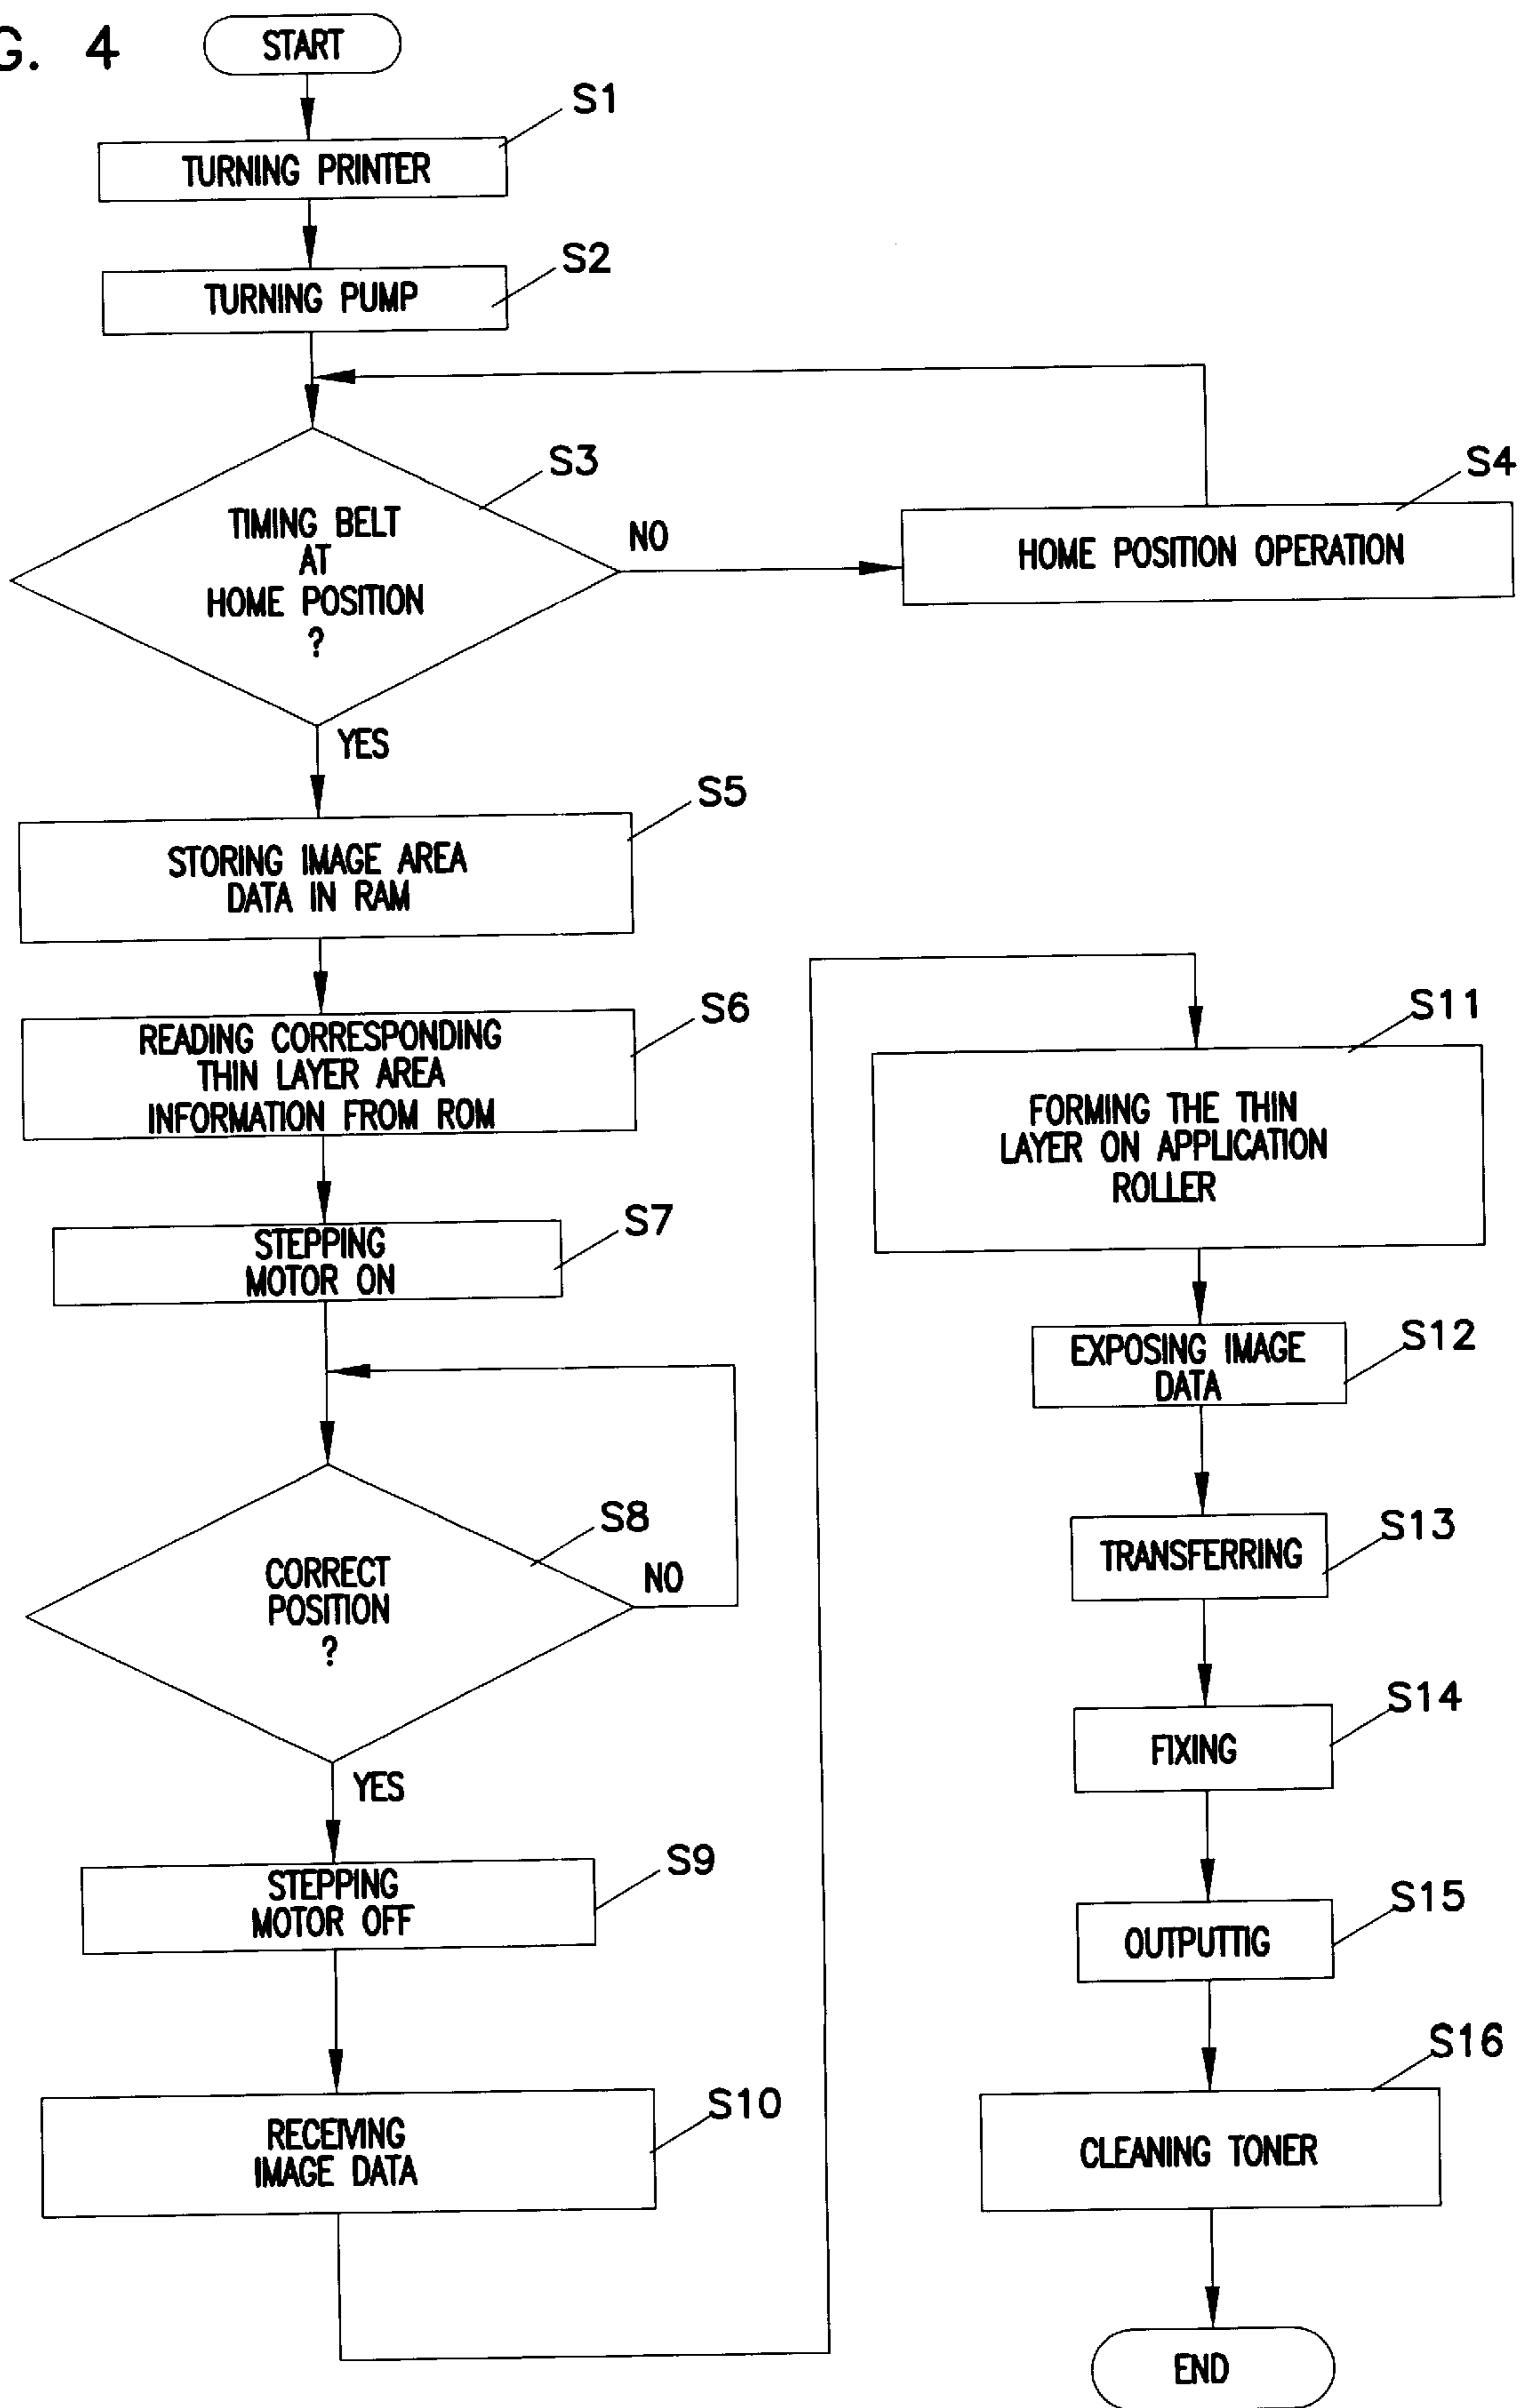 G. 4
START
S1
TURNING PRINTER
S2
TURNING PUMP
S3
TIMING BELT
AT
HOME POSITION
?
NO
S4
HOME POSITION OPERATION
YES
S5
STORING IMAGE AREA
DATA IN RAM
S6
READING CORRESPONDING
THIN LAYER AREA
INFORMATION FROM ROM
S7
STEPPING
MOTOR ON
S8
CORRECT
POSITION
?
NO
YES
S9
STEPPING
MOTOR OFF
S10
RECEIVING
IMAGE DATA
S11
FORMING THE THIN
LAYER ON APPLICATION
ROLLER
S12
EXPOSING IMAGE
DATA
S13
TRANSFERRING
S14
FIXING
S15
OUTPUTTIG
S16
CLEANING TONER
END